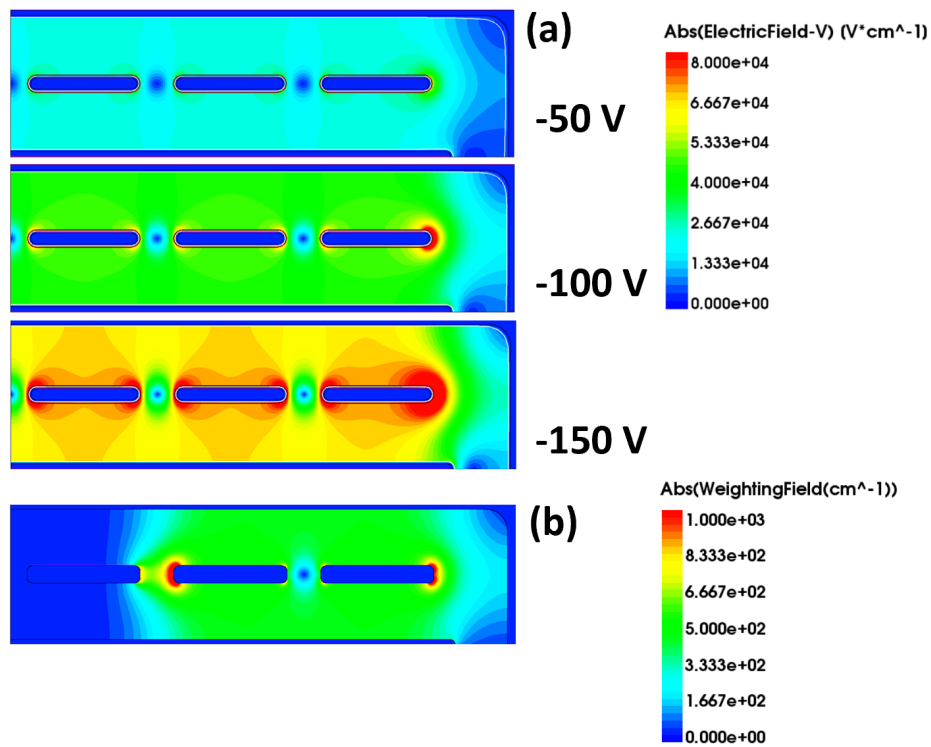 (a)
Abs(ElectricField-V) (V*cm^-1)
8.000e+04
6.667e+04
5.333e+04
4.000e+04
2.667e+04
1.333e+04
0.000e+00
-50 V
-100 V
-150 V
(b)
Abs(WeightingField(cm^-1))
1.000e+03
8.333e+02
6.667e+02
5.000e+02
3.333e+02
1.667e+02
0.000e+00